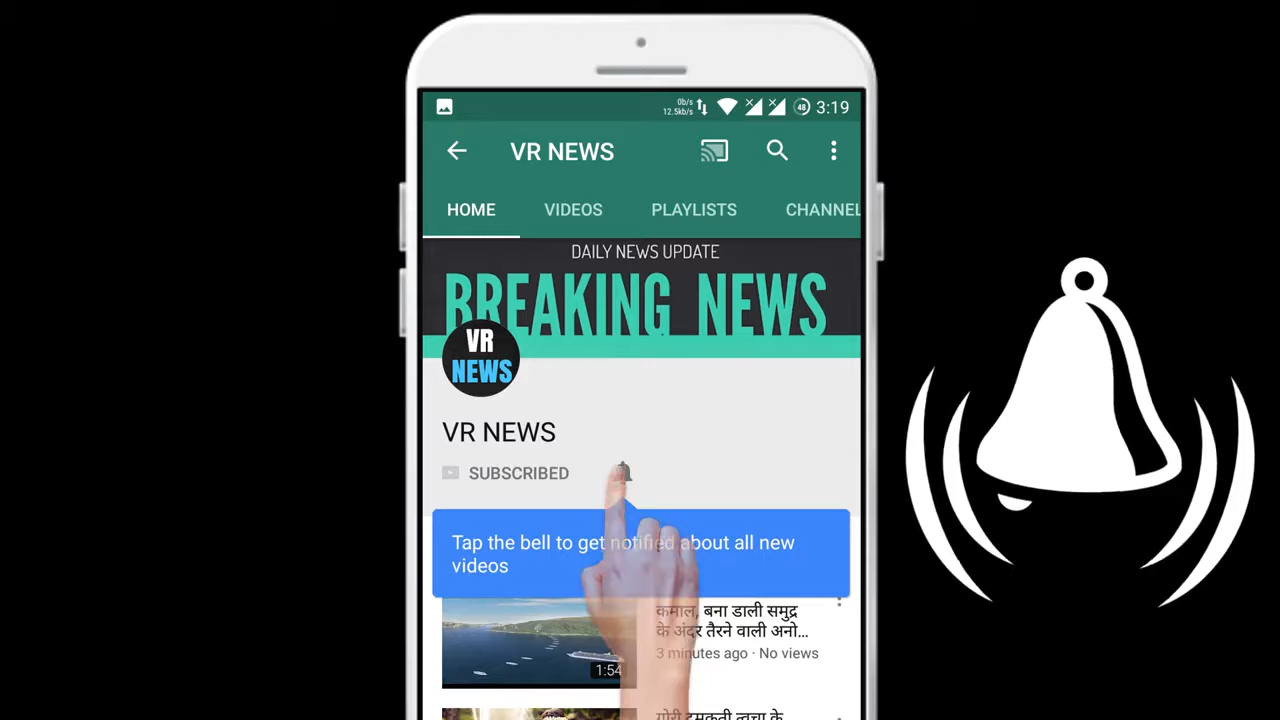 0b/s
12.5kb/s
48
3:19
VR NEWS
HOME VIDEOS PLAYLISTS CHANNEL
DAILY NEWS UPDATE
BREAKING NEWS
VR
NEWS
VR NEWS
SUBSCRIBED
Tap the bell to get notified about all new
videos
कमाल, बना डाली समुद्र
के अंदर तैरने वाली अनो...
3 minutes ago · No views
1:54
गोरी दमकती त्वचा के